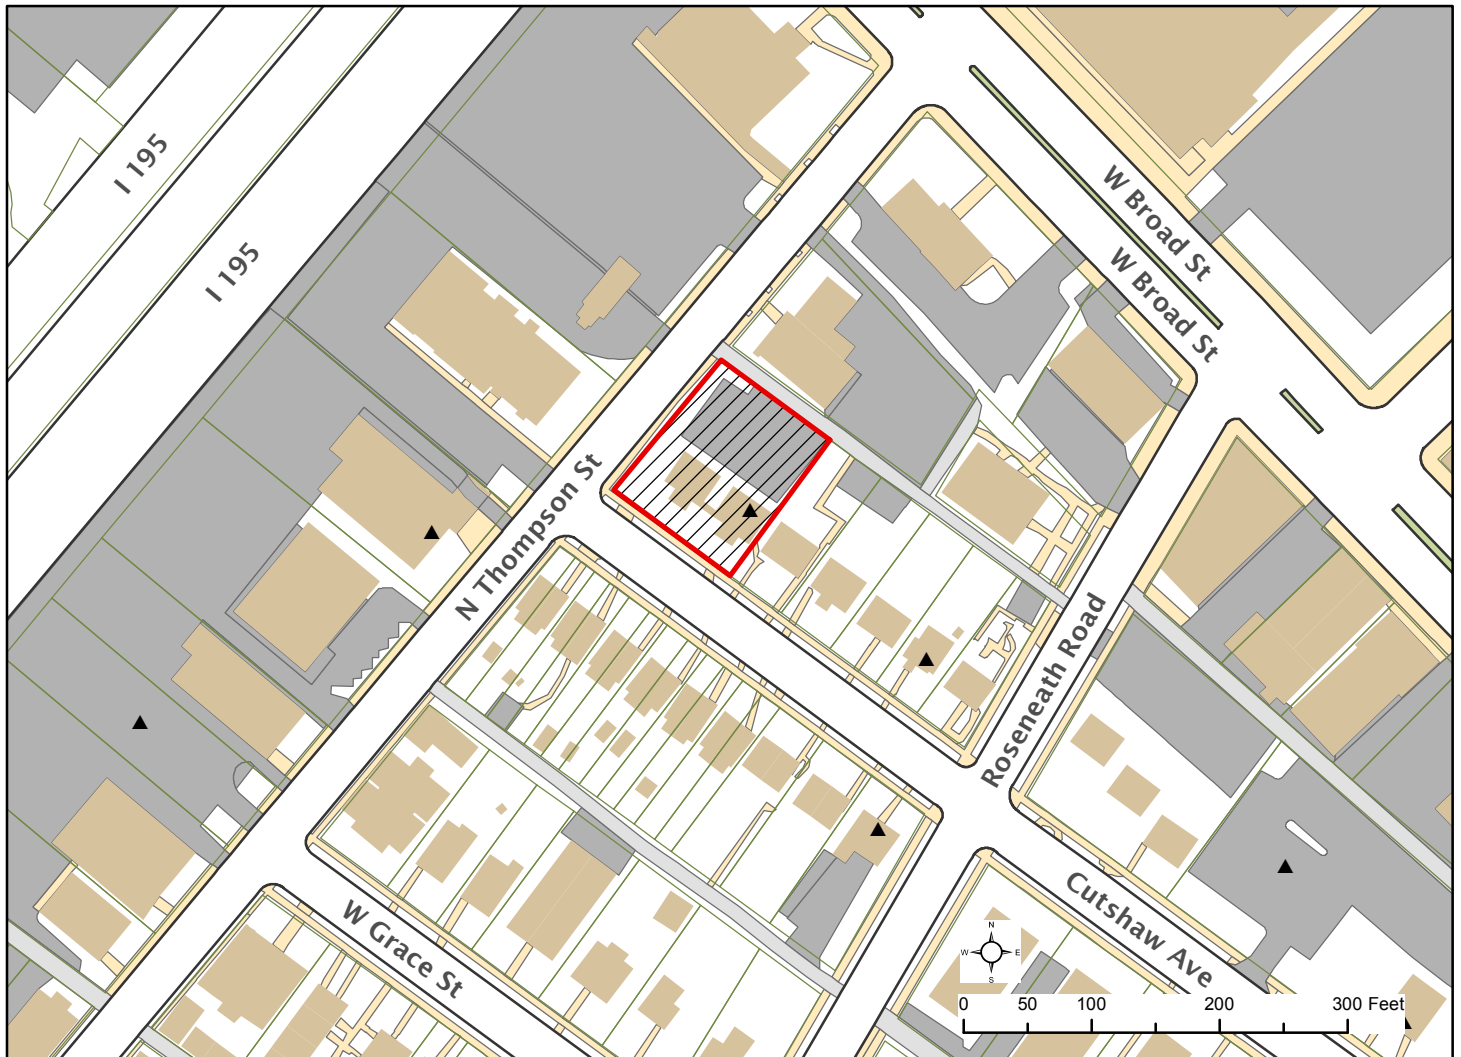 I 195
I 195
W Broad St
W Broad St
N Thompson St
Roseneath Road
Cutshaw Ave
W Grace St
N
W E
S
0 50 100 200 300 Feet